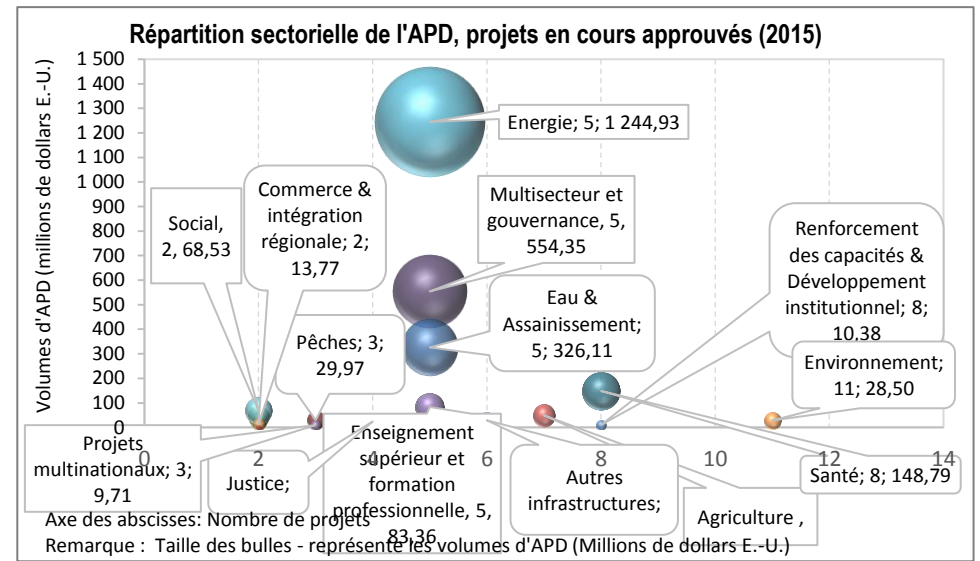 Répartition sectorielle de l'APD, projets en cours approuvés (2015)
Volumes d'APD (millions de dollars E.-U.)
1 500
1 400
1 300
1 200
1 100
1 000
900
800
700
600
500
400
300
200
100
0
0
2
4
6
8
10
12
14
Energie; 5; 1 244,93
Multisecteur et
gouvernance, 5,
554,35
Commerce &
intégration
régionale; 2;
13,77
Social,
2, 68,53
Renforcement
des capacités &
Développement
institutionnel; 8;
10,38
Eau &
Assainissement;
5; 326,11
Pêches; 3;
29,97
Environnement;
11; 28,50
Projets
multinationaux; 3;
9,71
Justice;
Enseignement
supérieur et
formation
professionnelle, 5,
83,36
Autres
infrastructures;
Agriculture ,
Santé; 8; 148,79
Axe des abscisses: Nombre de projets
Remarque : Taille des bulles - représente les volumes d'APD (Millions de dollars E.-U.)